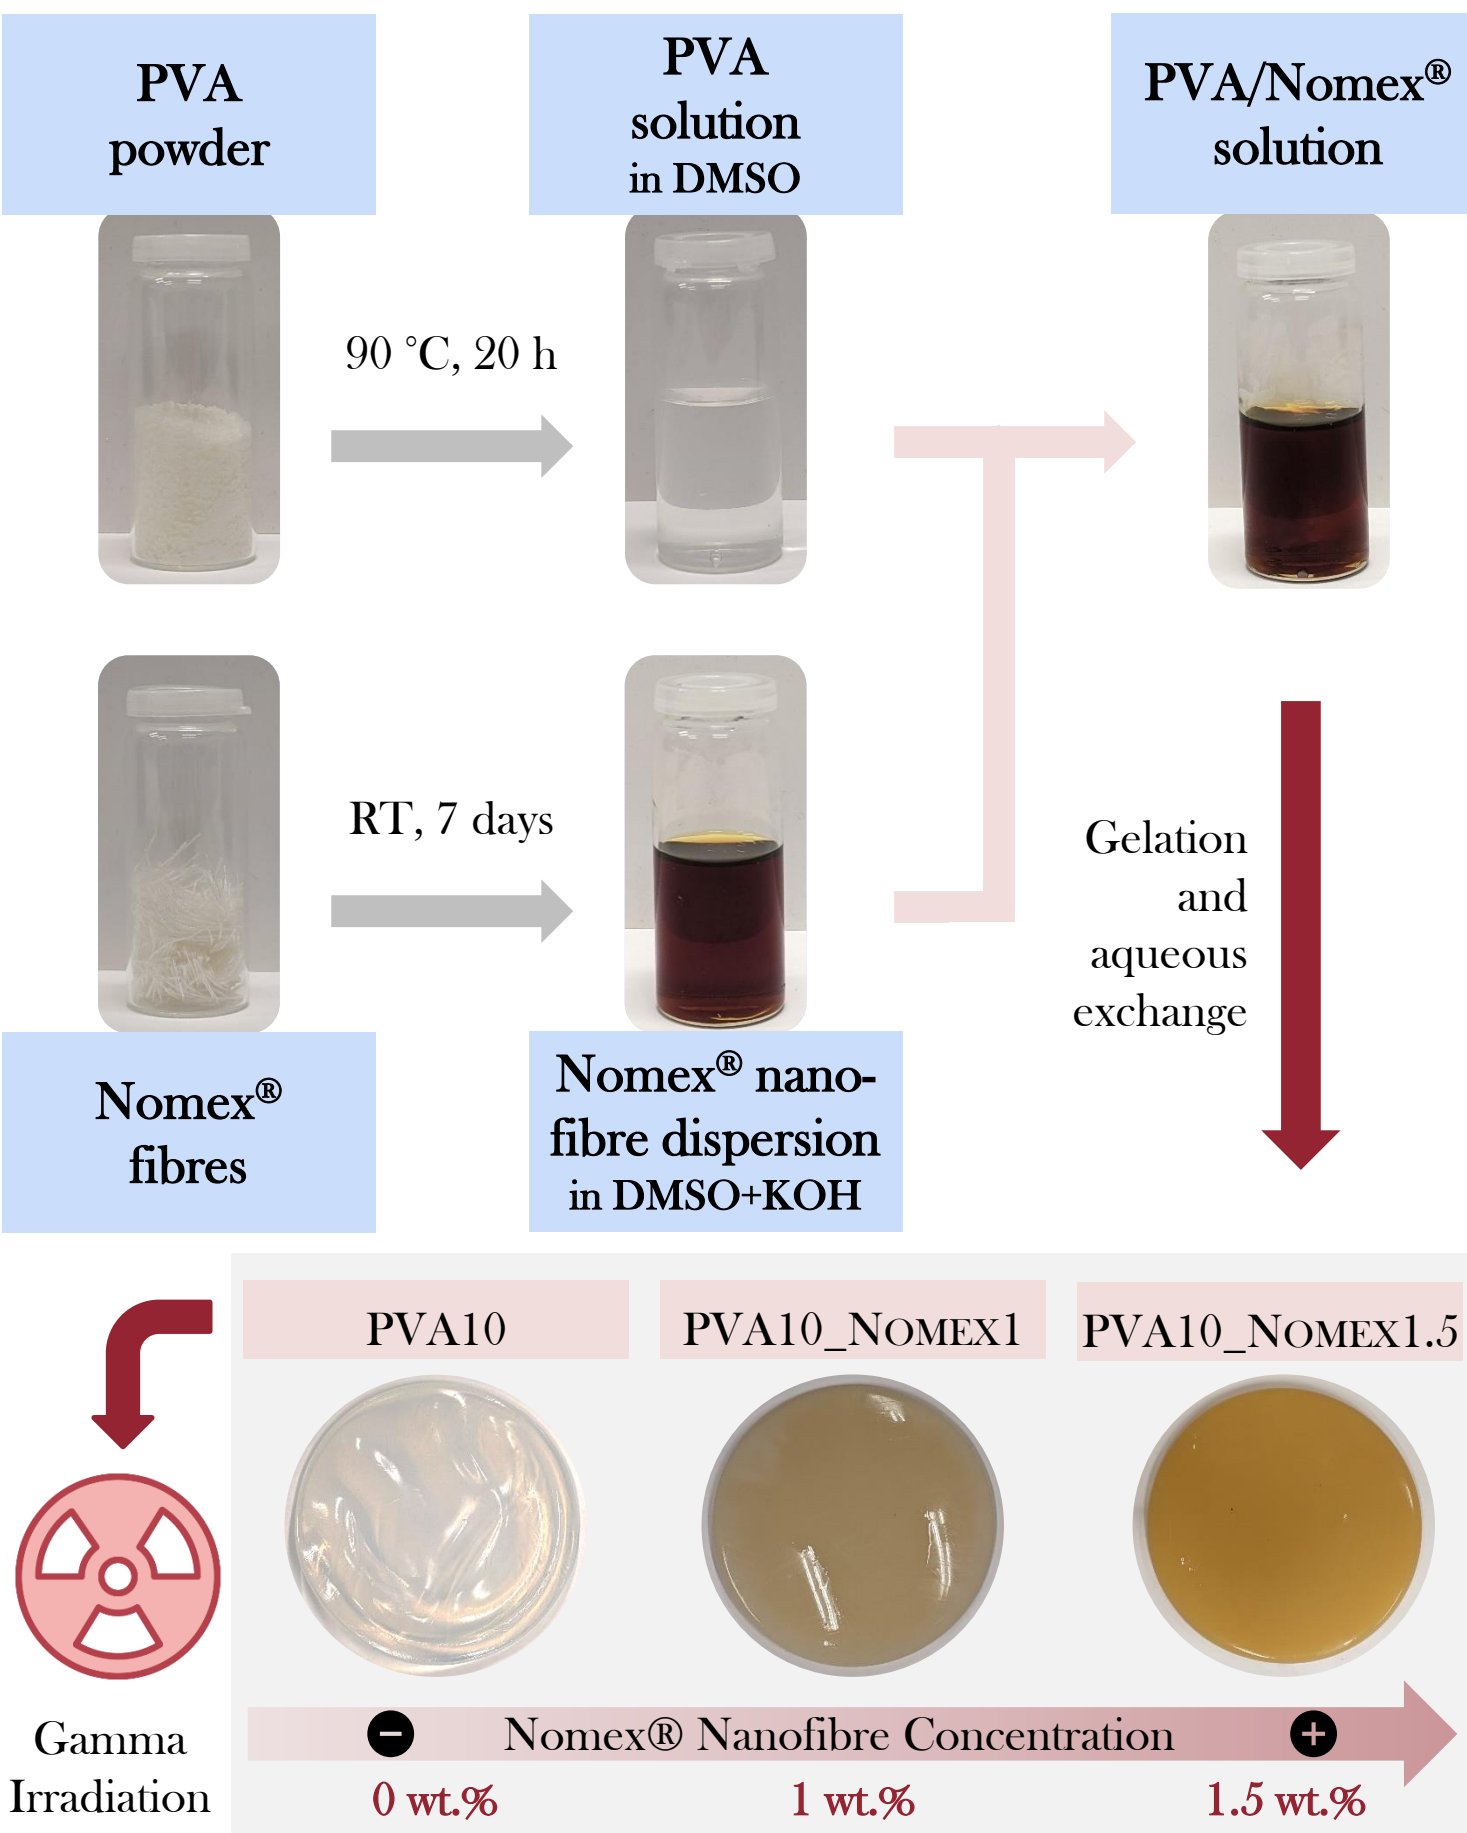 PVA
powder
PVA
solution
in DMSO
PVA/Nomex®
solution
90 °C, 20 h
RT, 7 days
Gelation
and
aqueous
exchange
Nomex®
fibres
Nomex® nano-
fibre dispersion
in DMSO+KOH
PVA10
PVA10_NOMEX1
PVA10_NOMEX1.5
Nomex® Nanofibre Concentration
0 wt.%
1 wt.%
1.5 wt.%
Gamma
Irradiation